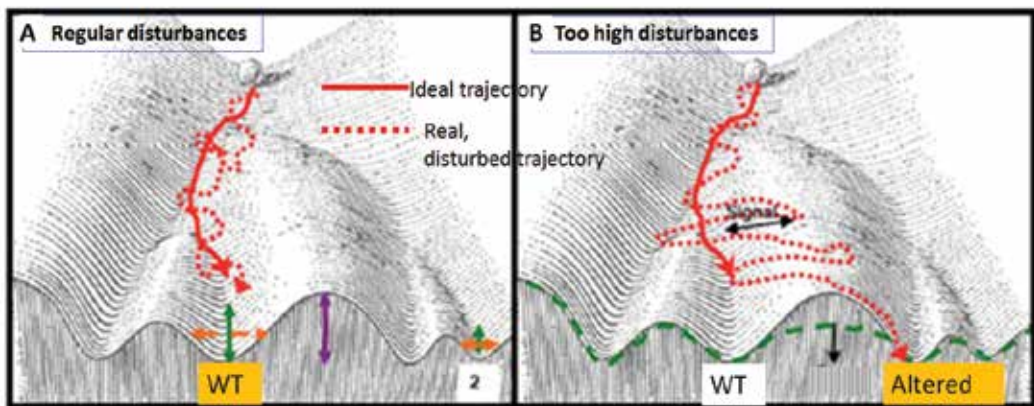 A Regular disturbances
B Too high disturbances
Ideal trajectory
Real,
disturbed trajectory
Signal
WT
2
WT
Altered